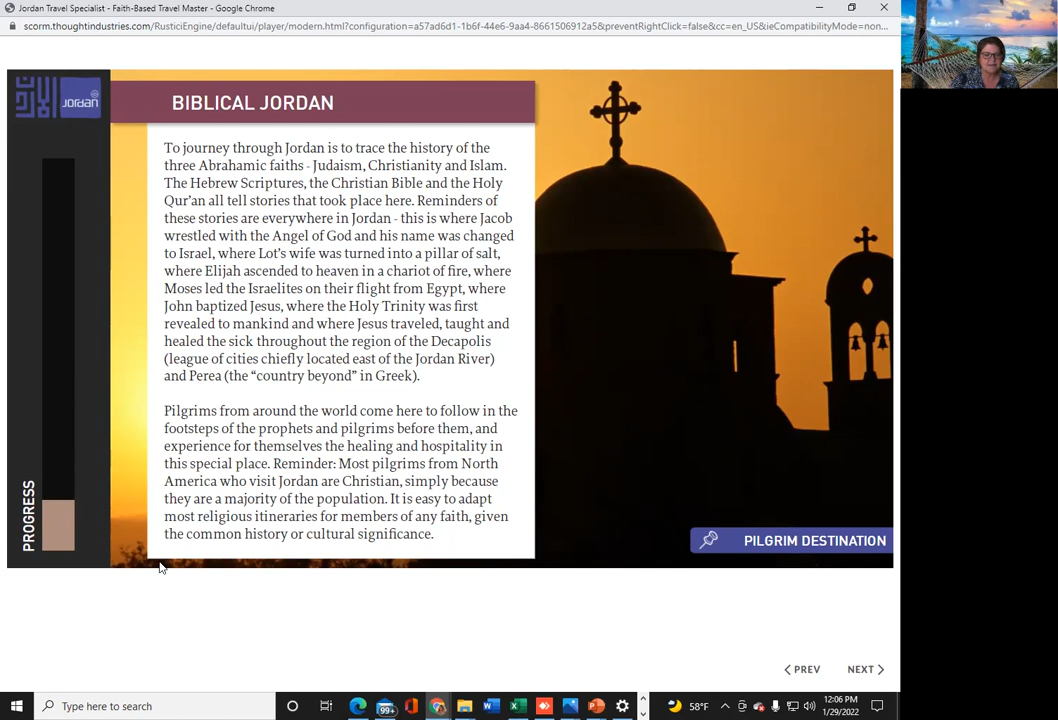 Jordan Travel Specialist - Faith-Based Travel Master - Google Chrome
scorm.thoughtindustries.com/RusticiEngine/defaultui/player/modern.html?configuration=a57ad6d1-1b6f-44e6-9aa4-8661506912a5&preventRightClick=false&cc=en_US&ieCompatibilityMode=non...
Jordan
BIBLICAL JORDAN
To journey through Jordan is to trace the history of the
three Abrahamic faiths - Judaism, Christianity and Islam.
The Hebrew Scriptures, the Christian Bible and the Holy
Qur'an all tell stories that took place here. Reminders of
these stories are everywhere in Jordan - this is where Jacob
wrestled with the Angel of God and his name was changed
to Israel, where Lot's wife was turned into a pillar of salt,
where Elijah ascended to heaven in a chariot of fire, where
Moses led the Israelites on their flight from Egypt, where
John baptized Jesus, where the Holy Trinity was first
revealed to mankind and where Jesus traveled, taught and
healed the sick throughout the region of the Decapolis
(league of cities chiefly located east of the Jordan River)
and Perea (the "country beyond" in Greek).
Pilgrims from around the world come here to follow in the
footsteps of the prophets and pilgrims before them, and
experience for themselves the healing and hospitality in
this special place. Reminder: Most pilgrims from North
America who visit Jordan are Christian, simply because
they are a majority of the population. It is easy to adapt
most religious itineraries for members of any faith, given
the common history or cultural significance.
PROGRESS
PILGRIM DESTINATION
PREV
NEXT
Type here to search
99+
58°F
12:06 PM
1/29/2022